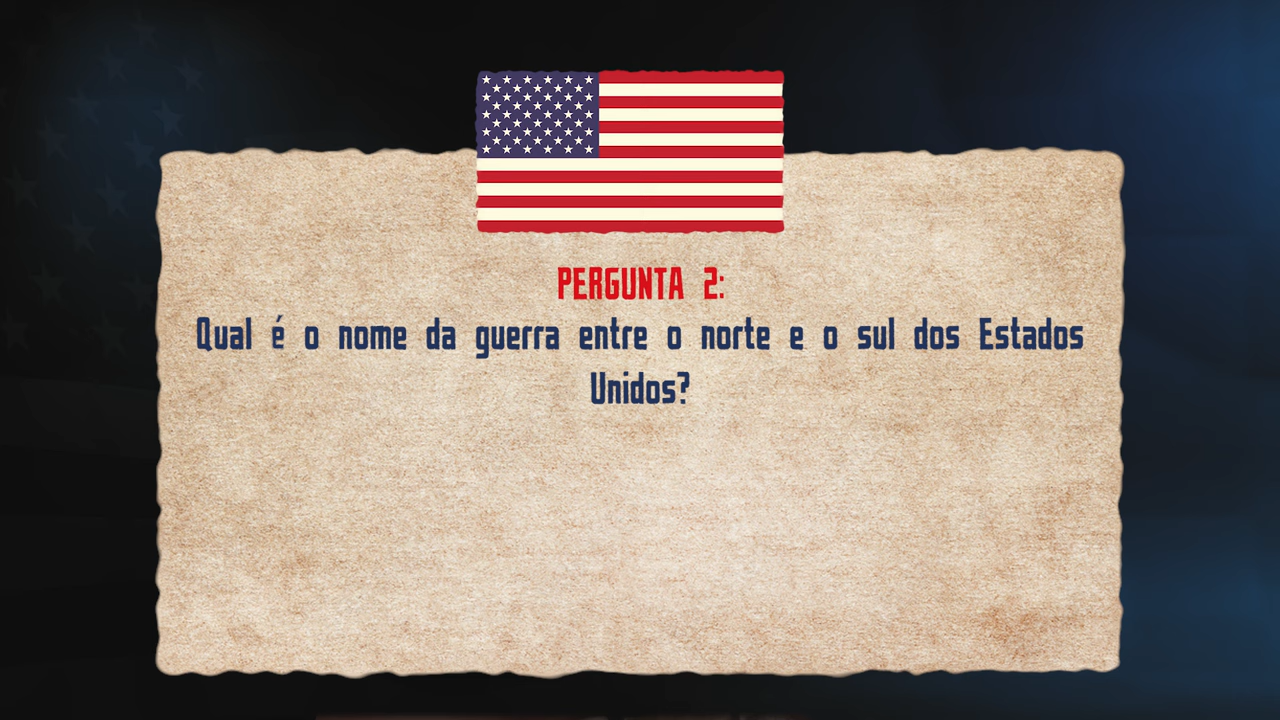 PERGUNTA 2:
Qual é o nome da guerra entre o norte e o sul dos Estados
Unidos?